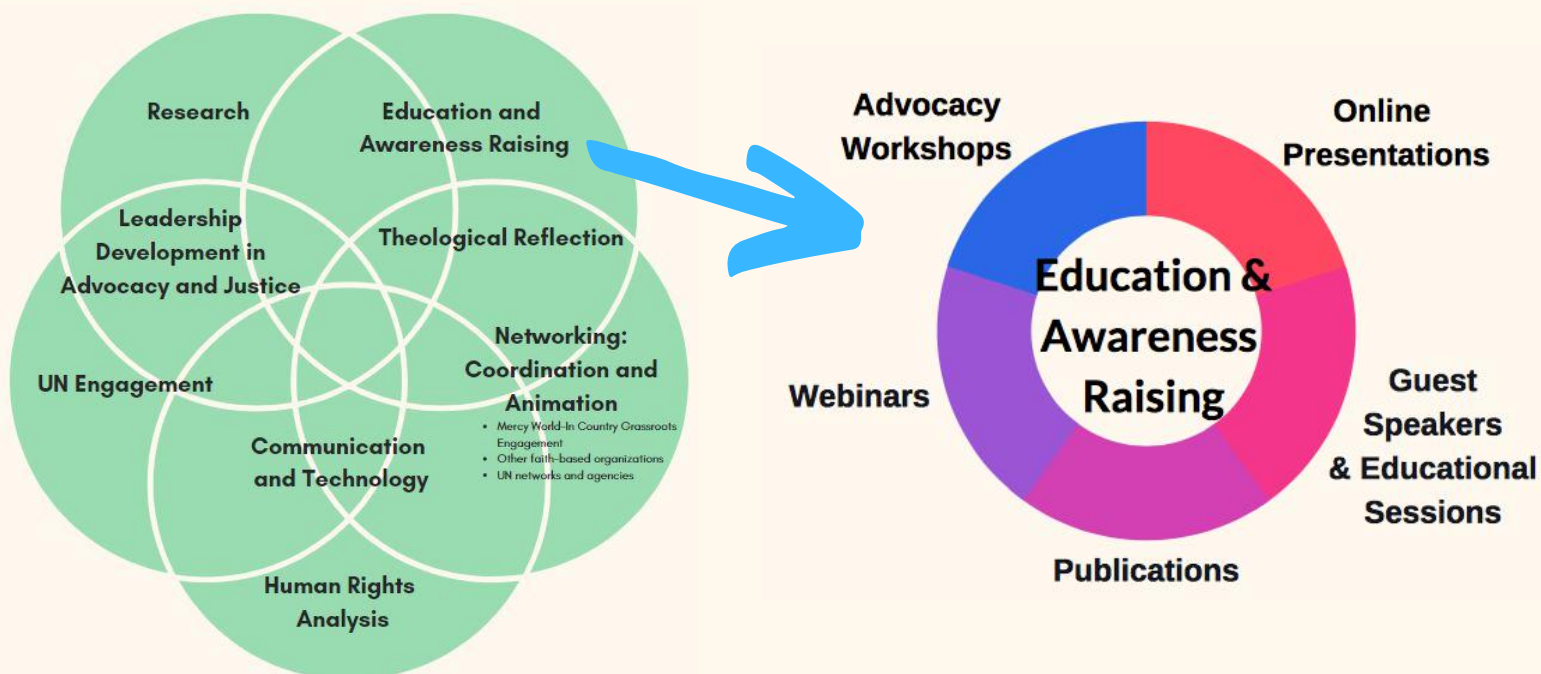 Research
Education and
Awareness Raising
Leadership
Development in
Advocacy and Justice
Theological Reflection
UN Engagement
Networking:
Coordination and
Animation
• Mercy World-In Country Grassroots
Engagement
• Other faith-based organizations
• UN networks and agencies
Communication
and Technology
Human Rights
Analysis
Advocacy
Workshops
Online
Presentations
Education &
Awareness
Raising
Webinars
Guest
Speakers
& Educational
Sessions
Publications